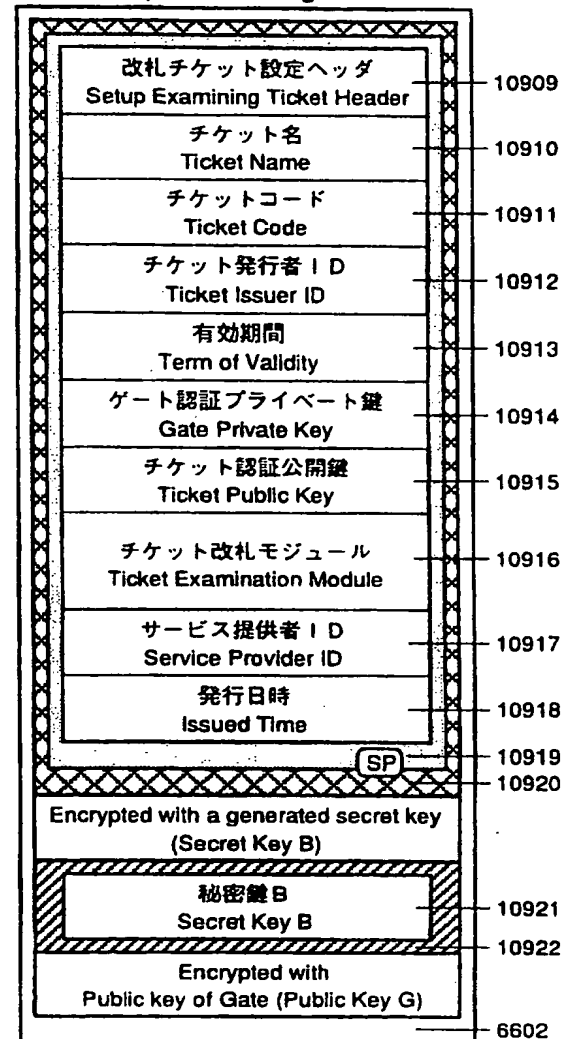 改札チケット設定ヘッダ
Setup Examining Ticket Header
10909
チケット名
Ticket Name
10910
チケットコード
Ticket Code
10911
チケット発行者ID
Ticket Issuer ID
10912
有効期間
Term of Validity
10913
ゲート認証プライベート鍵
Gate Private Key
10914
チケット認証公開鍵
Ticket Public Key
10915
チケット改札モジュール
Ticket Examination Module
10916
サービス提供者ID
Service Provider ID
10917
発行日時
Issued Time
10918
SP
10919
10920
Encrypted with a generated secret key
(Secret Key B)
秘密鍵B
Secret Key B
10921
10922
Encrypted with
Public key of Gate (Public Key G)
6602